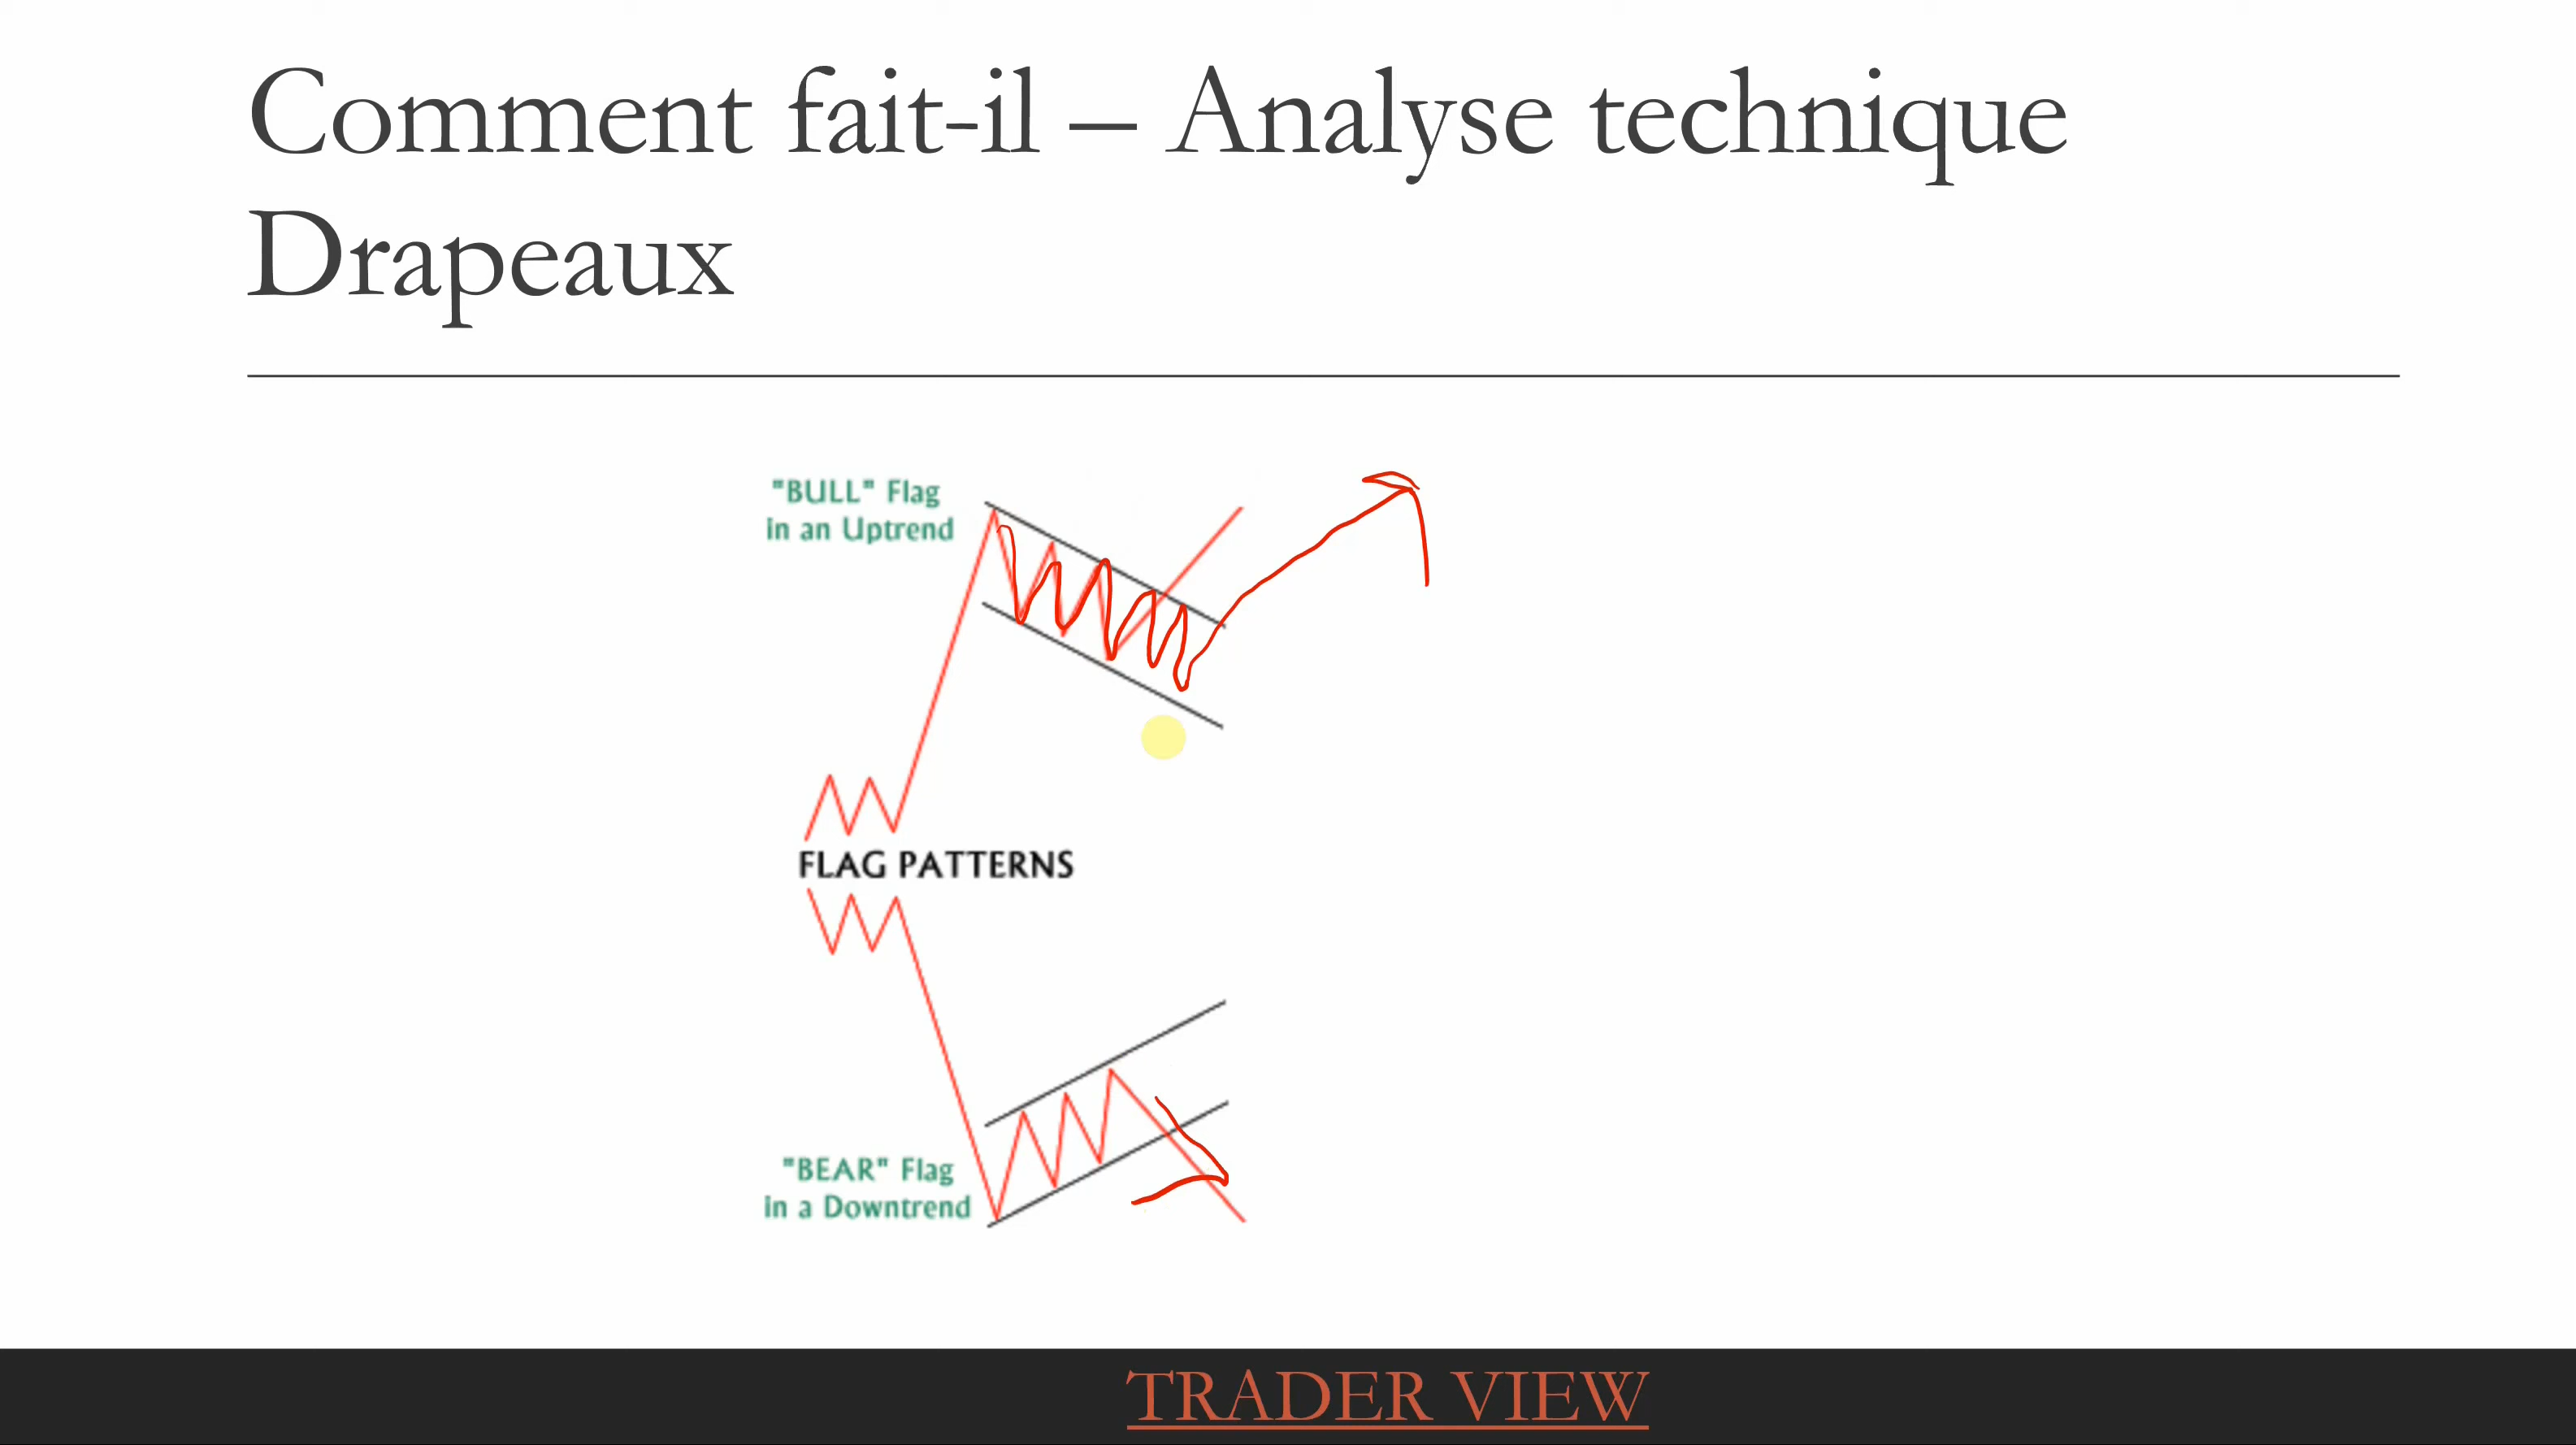 Comment fait-il – Analyse technique
Drapeaux
"BULL" Flag
in an Uptrend
FLAG PATTERNS
"BEAR" Flag
in a Downtrend
TRADER VIEW